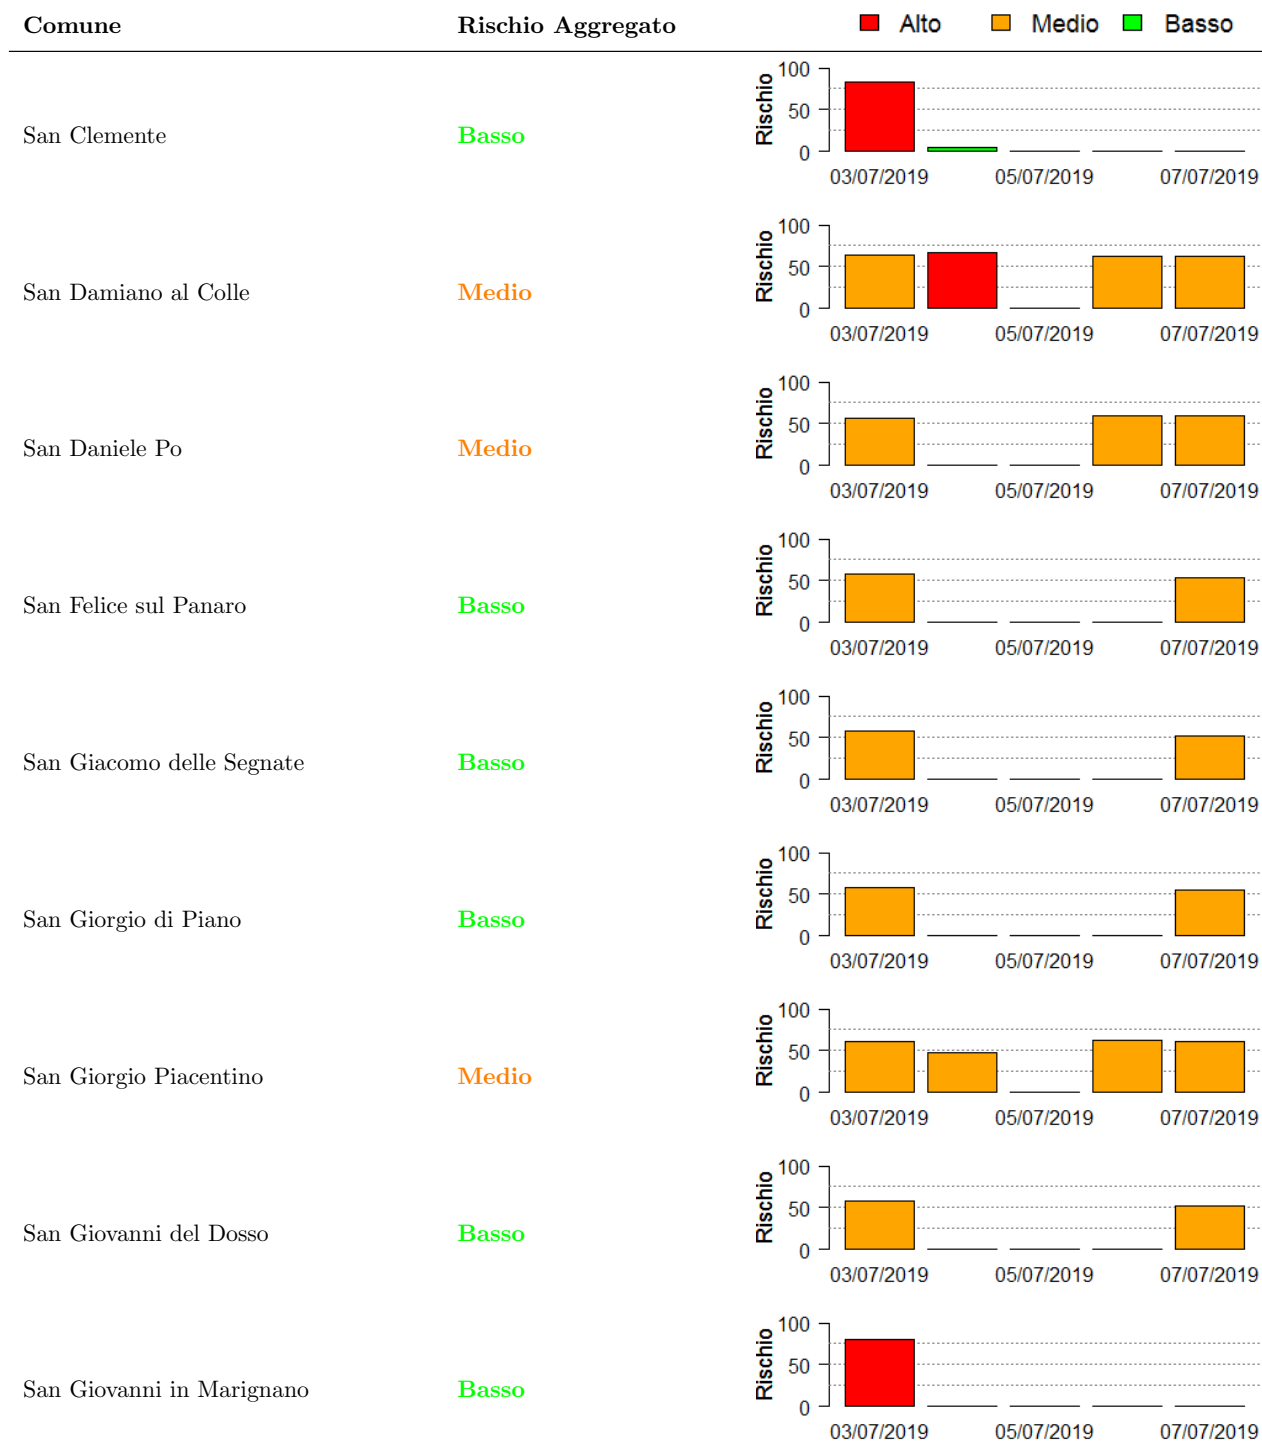 Comune Rischio Aggregato Alto Medio Basso
San Clemente Basso
Rischio
100
50
0
03/07/2019 05/07/2019 07/07/2019
San Damiano al Colle Medio
Rischio
100
50
0
03/07/2019 05/07/2019 07/07/2019
San Daniele Po Medio
Rischio
100
50
0
03/07/2019 05/07/2019 07/07/2019
San Felice sul Panaro Basso
Rischio
100
50
0
03/07/2019 05/07/2019 07/07/2019
San Giacomo delle Segnate Basso
Rischio
100
50
0
03/07/2019 05/07/2019 07/07/2019
San Giorgio di Piano Basso
Rischio
100
50
0
03/07/2019 05/07/2019 07/07/2019
San Giorgio Piacentino Medio
Rischio
100
50
0
03/07/2019 05/07/2019 07/07/2019
San Giovanni del Dosso Basso
Rischio
100
50
0
03/07/2019 05/07/2019 07/07/2019
San Giovanni in Marignano Basso
Rischio
100
50
0
03/07/2019 05/07/2019 07/07/2019